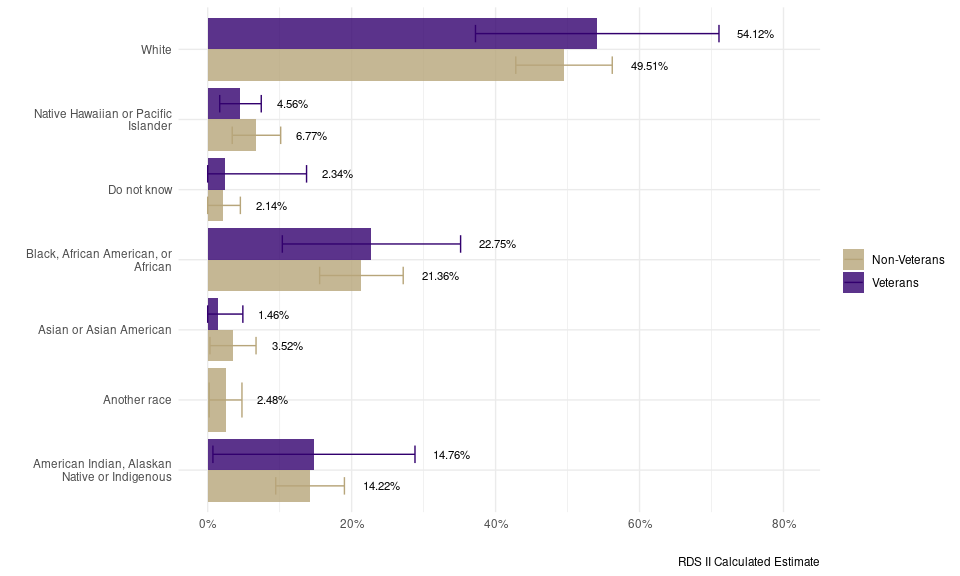 White
54.12%
49.51%
Native Hawaiian or Pacific
Islander
4.56%
6.77%
Do not know
2.34%
2.14%
Black, African American, or
African
22.75%
21.36%
Asian or Asian American
1.46%
3.52%
Another race
2.48%
American Indian, Alaskan
Native or Indigenous
14.76%
14.22%
0%
20%
40%
60%
80%
RDS II Calculated Estimate
Non-Veterans
Veterans